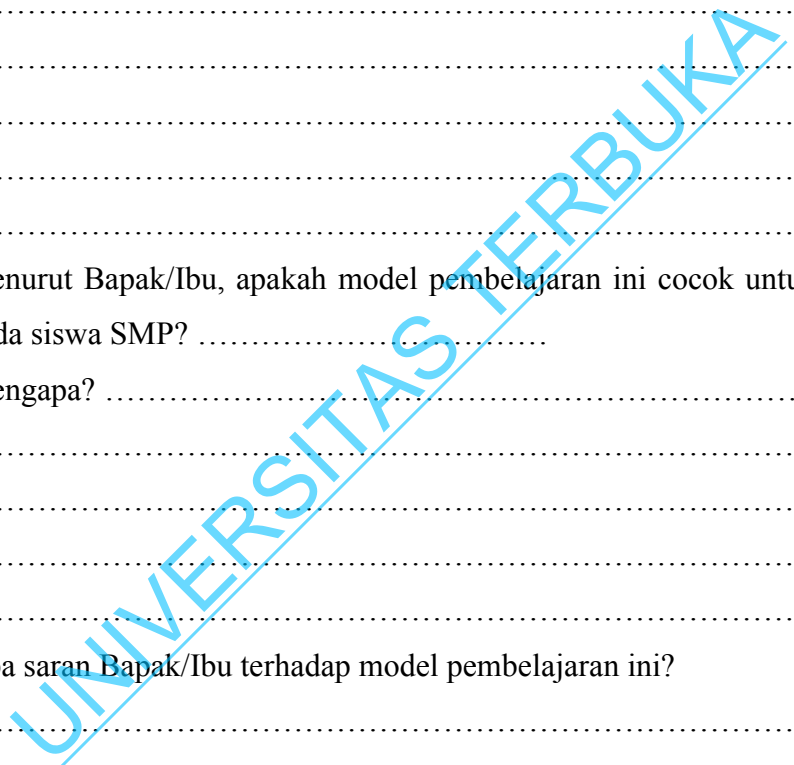 ……………………………………………………………………
……………………………………………………………………
……………………………………………………………………
……………………………………………………………………
……………………………………………………………………
enurut Bapak/Ibu, apakah model pembelajaran ini cocok untu
da siswa SMP? ……………………………
engapa? …………………………………………………………
……………………………………………………………………
……………………………………………………………………
……………………………………………………………………
……………………………………………………………………
pa saran Bapak/Ibu terhadap model pembelajaran ini?
……………………………………………………………………
UNIVERSITAS TERBUKA